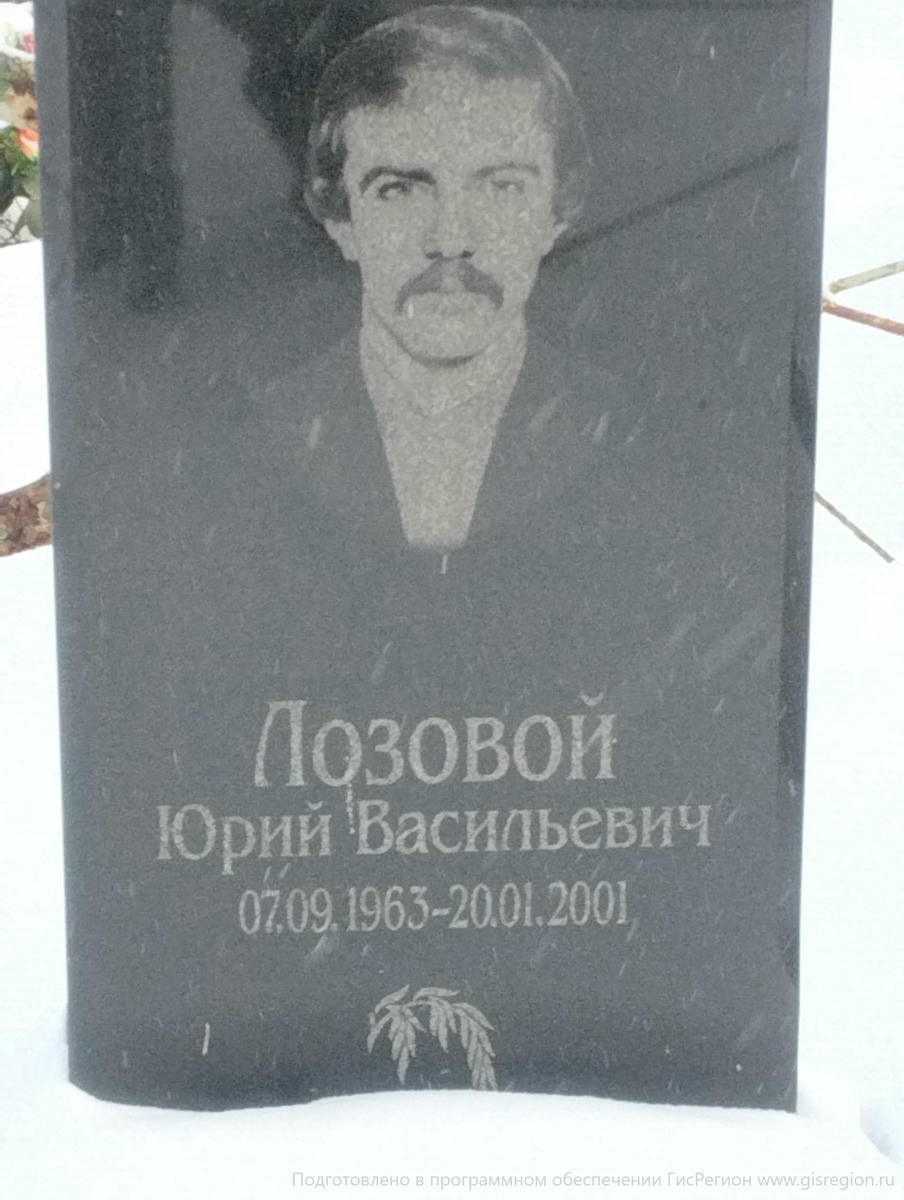 Лозовой
Юрий Васильевич
07.09.1963-20.01.2001
Подготовлено в программном обеспечении ГисРегион www.gisregion.ru